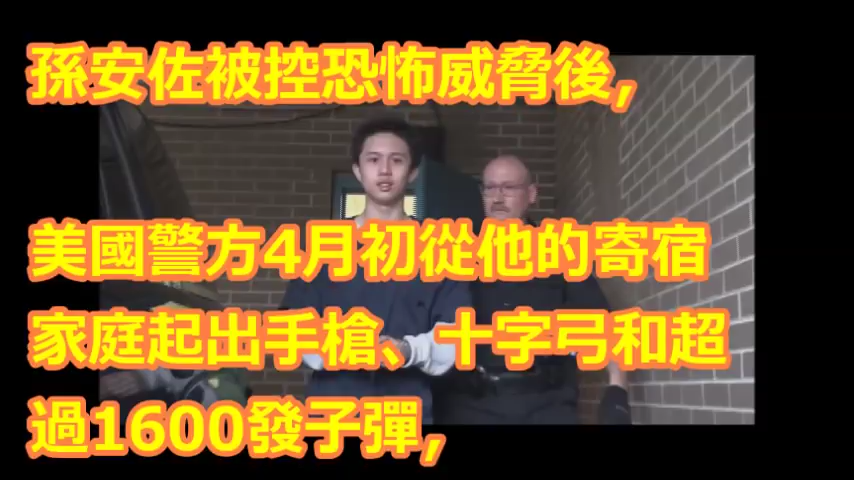 孫安佐被控恐怖威脅後，
美國警方4月初從他的寄宿
家庭起出手槍、十字弓和超
過1600發子彈，